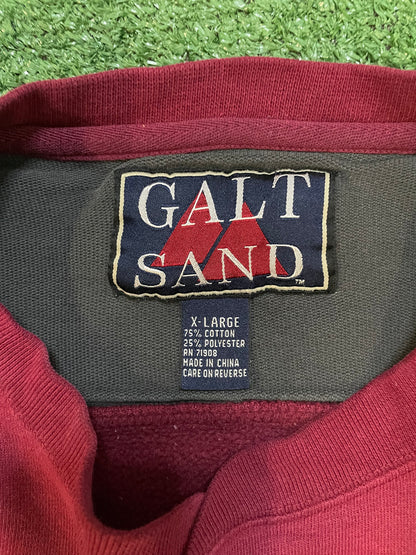 GALT
SAND
TM
X-LARGE
75% COTTON
25% POLYESTER
RN 71908
MADE IN CHINA
CARE ON REVERSE